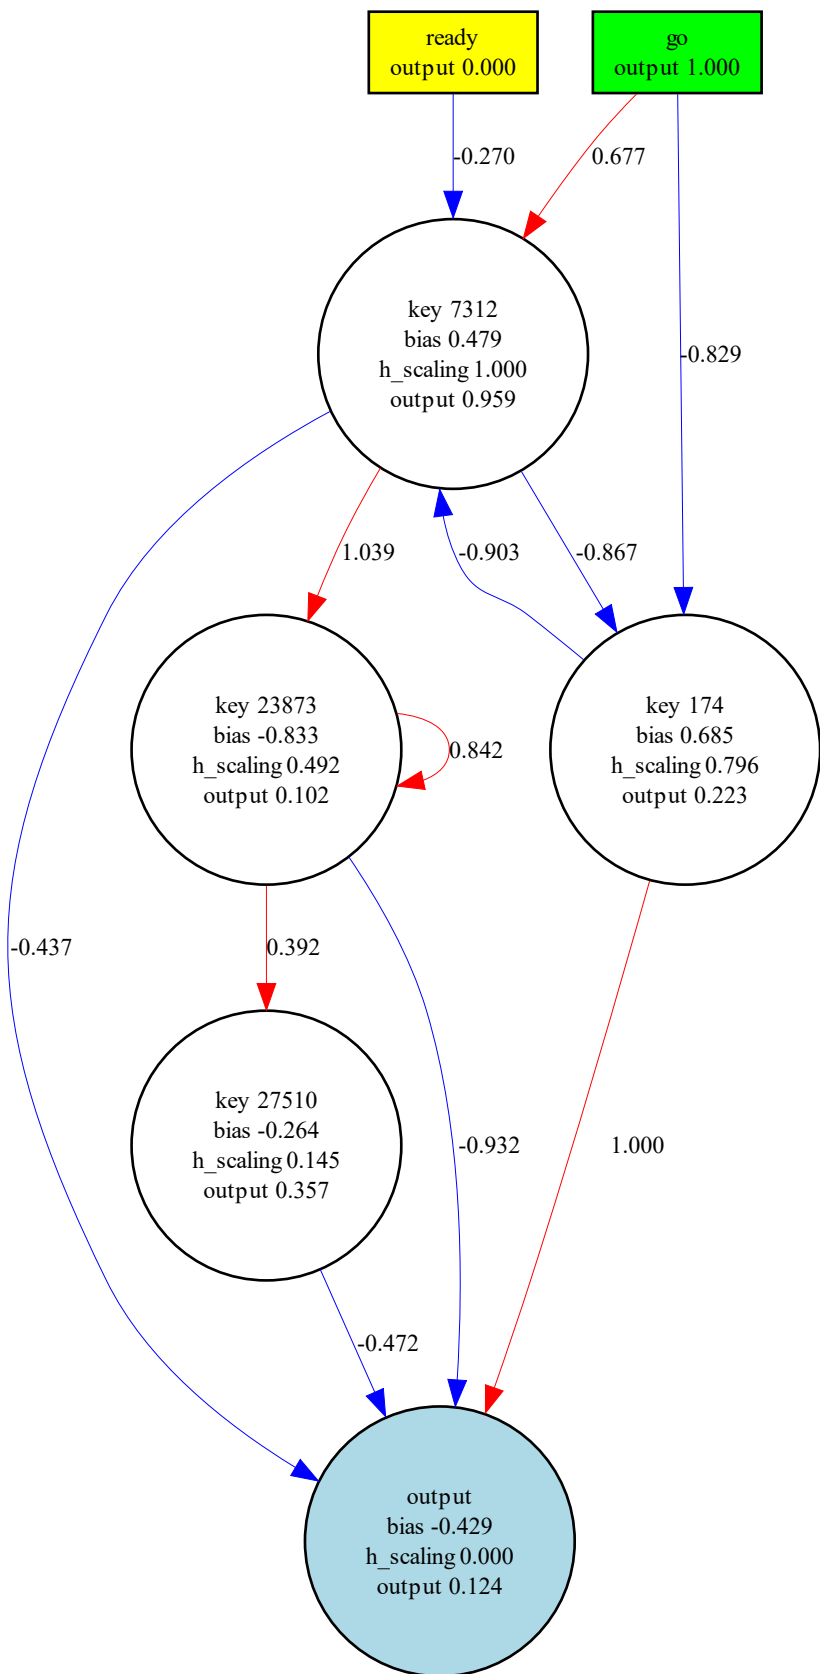 ready
output 0.000
go
output 1.000
-0.270
0.677
key 7312
bias 0.479
h_scaling 1.000
output 0.959
-0.829
1.039
-0.903
-0.867
key 23873
bias -0.833
h_scaling 0.492
output 0.102
0.842
key 174
bias 0.685
h_scaling 0.796
output 0.223
-0.437
0.392
key 27510
bias -0.264
h_scaling 0.145
output 0.357
-0.932
1.000
-0.472
output
bias -0.429
h_scaling 0.000
output 0.124